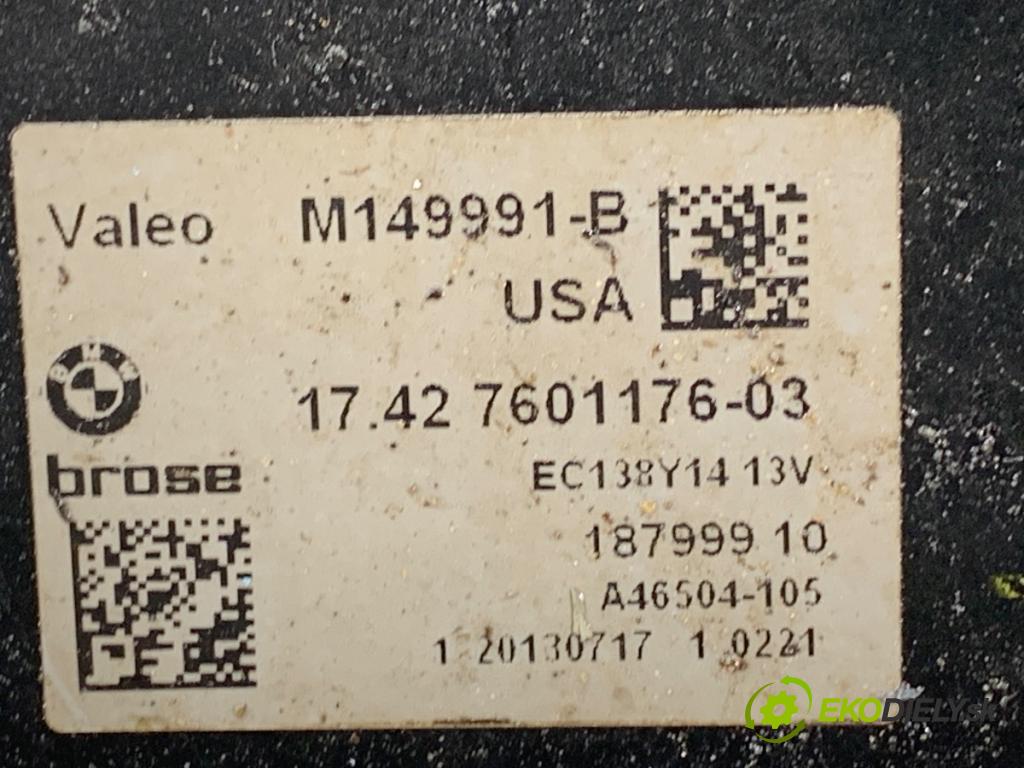 Valeo M149991-B
USA
BMW
17.42 7601176-03
brose
EC138Y14 13V
187999 10
A46504-105
1 20130717 1 0221
EKODIELY.sk